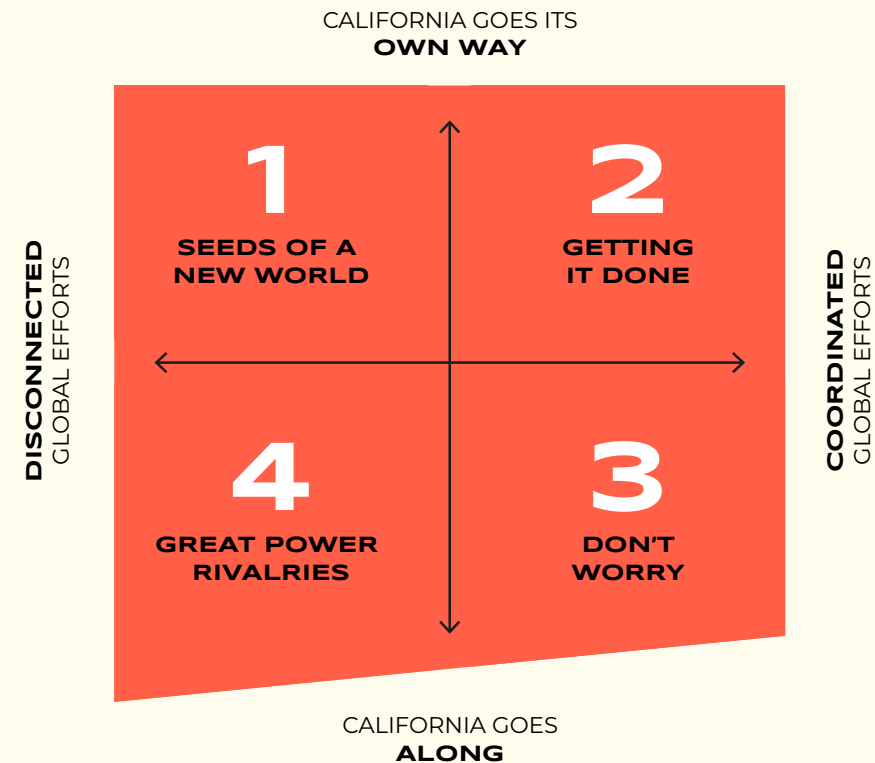 CALIFORNIA GOES ITS
OWN WAY
1
SEEDS OF A
NEW WORLD
2
GETTING
IT DONE
DISCONNECTED
GLOBAL EFFORTS
COORDINATED
GLOBAL EFFORTS
4
GREAT POWER
RIVALRIES
3
DON'T
WORRY
CALIFORNIA GOES
ALONG